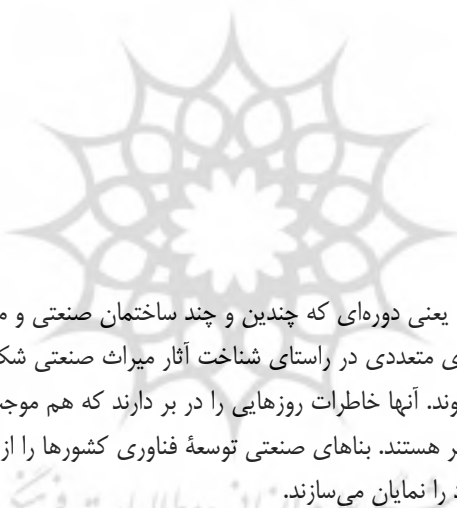 یعنی دوره‌ای که چندین و چند ساختمان صنعتی و م
ی متعددی در راستای شناخت آثار میراث صنعتی شک
وند. آنها خاطرات روزهایی را در بر دارند که هم موجب
ر هستند. بناهای صنعتی توسعهٔ فناوری کشورها را از
د را نمایان می‌سازند.